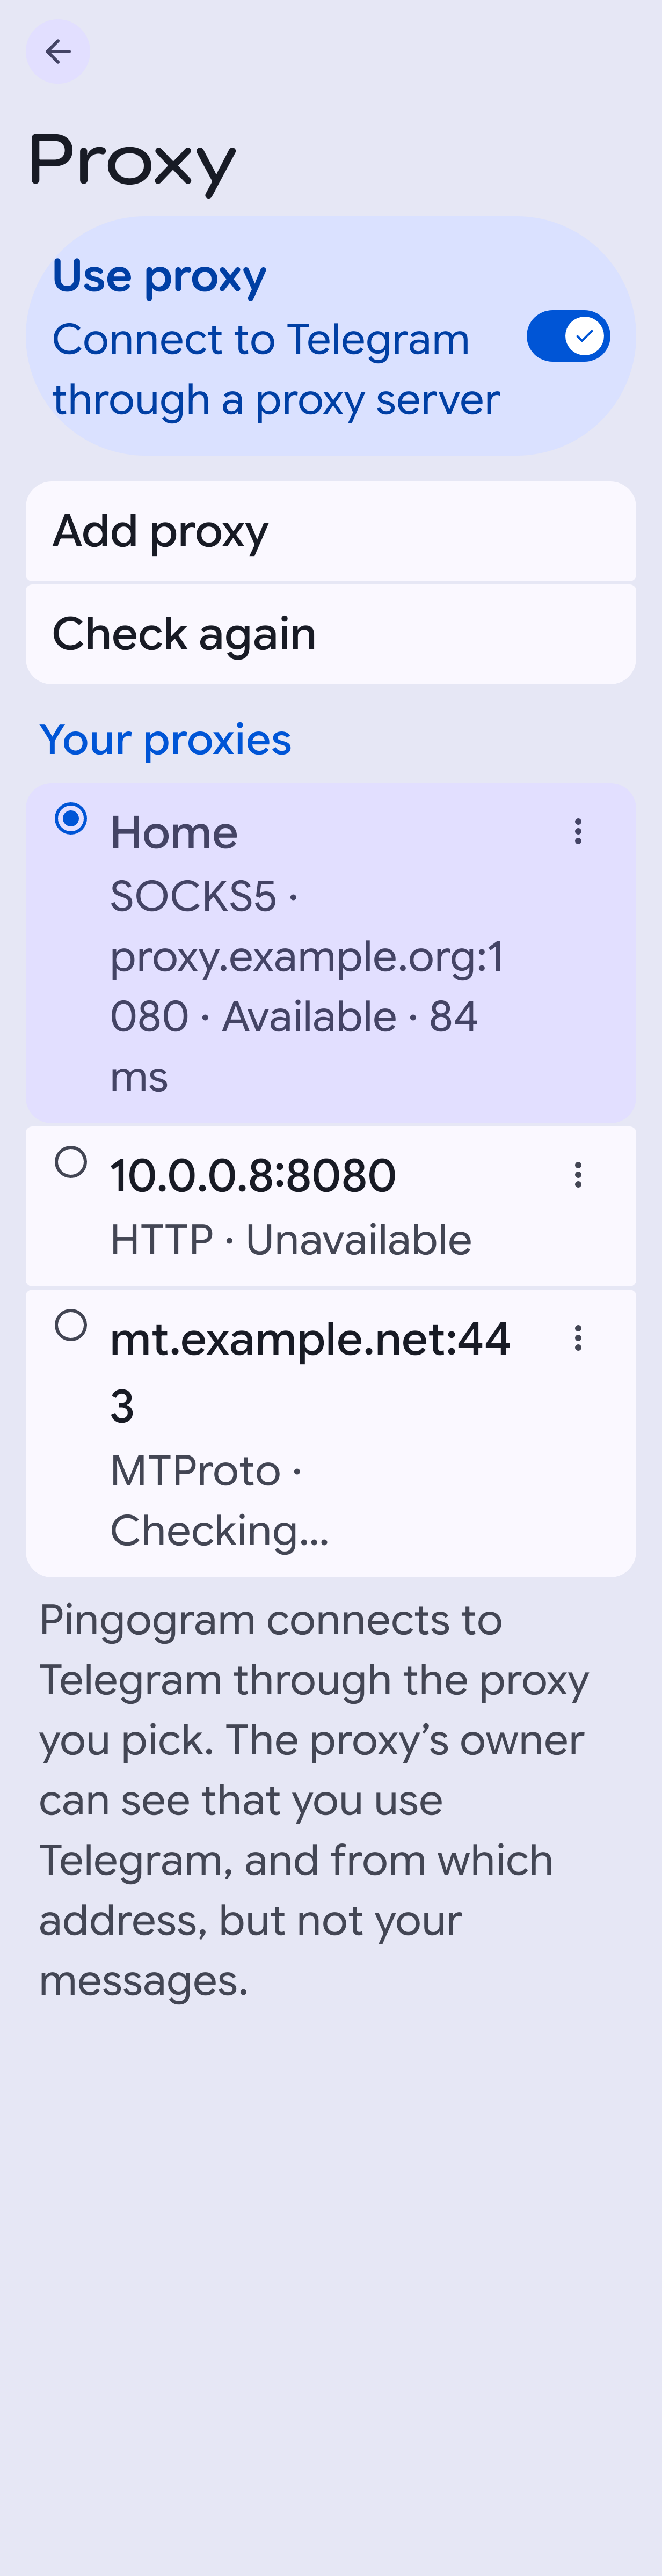 Proxy
Use proxy
Connect to Telegram
through a proxy server
Add proxy
Check again
Your proxies
Home
SOCKS5 ·
proxy.example.org:1
080 · Available · 84
ms
10.0.0.8:8080
HTTP · Unavailable
mt.example.net:44
3
MTProto ·
Checking…
Pingogram connects to
Telegram through the proxy
you pick. The proxy’s owner
can see that you use
Telegram, and from which
address, but not your
messages.